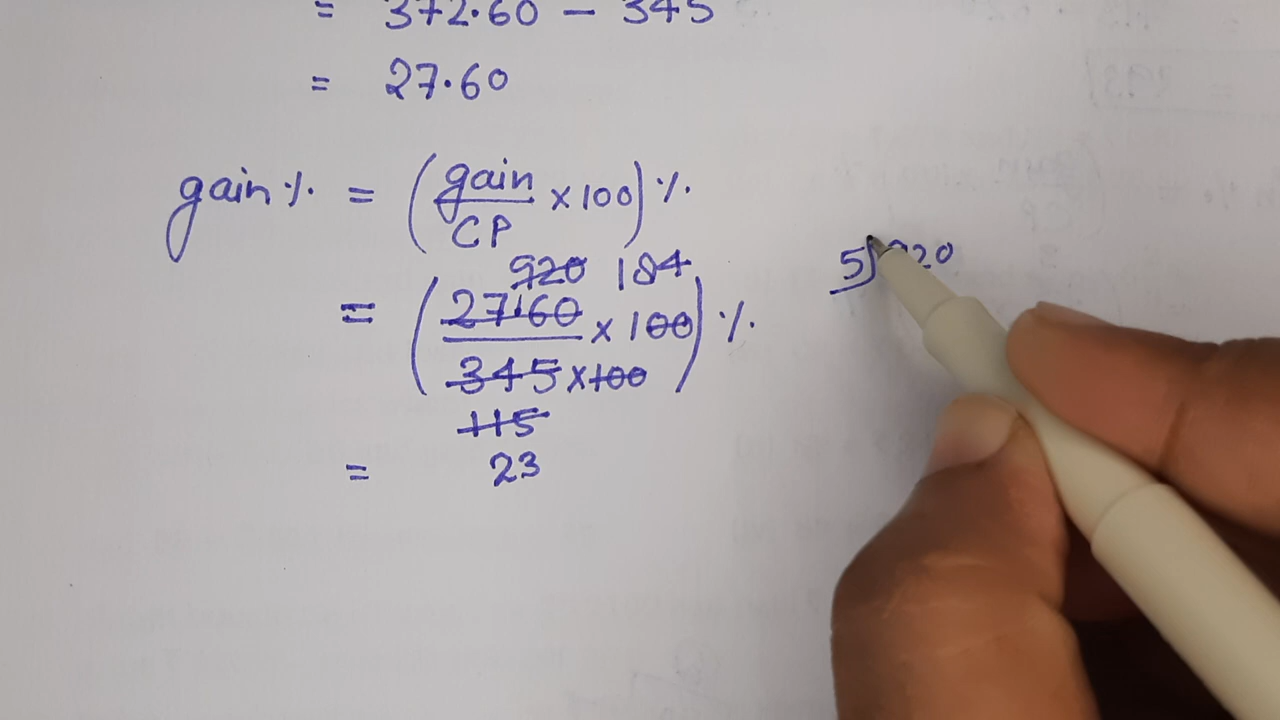 = 372.60 − 345
= 27.60
gain % = (gain/CP × 100) %
920 184
= (27.60/345 × 100 × 100) %
115
= 23
5)920